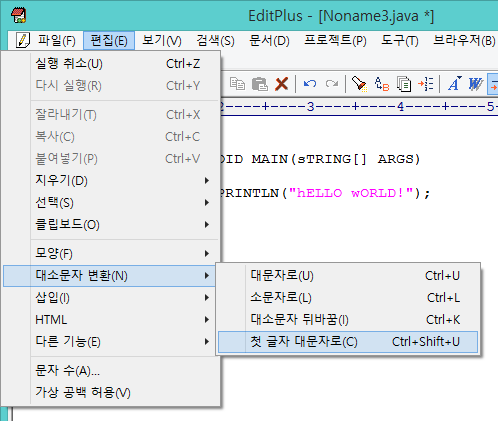 EditPlus - [Noname3.java *]
파일(F) 편집(E) 보기(V) 검색(S) 문서(D) 프로젝트(P) 도구(T) 브라우저(B)
실행 취소(U) Ctrl+Z
다시 실행(R) Ctrl+Y
잘라내기(T) Ctrl+X
복사(C) Ctrl+C
붙여넣기(P) Ctrl+V
지우기(D)
선택(S)
클립보드(O)
모양(F)
대소문자 변환(N)
삽입(I)
HTML
다른 기능(E)
문자 수(A)...
가상 공백 허용(V)
A B A W
2----+----3----+----4----+----5-
OID MAIN(sTRING[] ARGS)
PRINTLN("hELLO wORLD!");
대문자로(U) Ctrl+U
소문자로(L) Ctrl+L
대소문자 뒤바꿈(I) Ctrl+K
첫 글자 대문자로(C) Ctrl+Shift+U